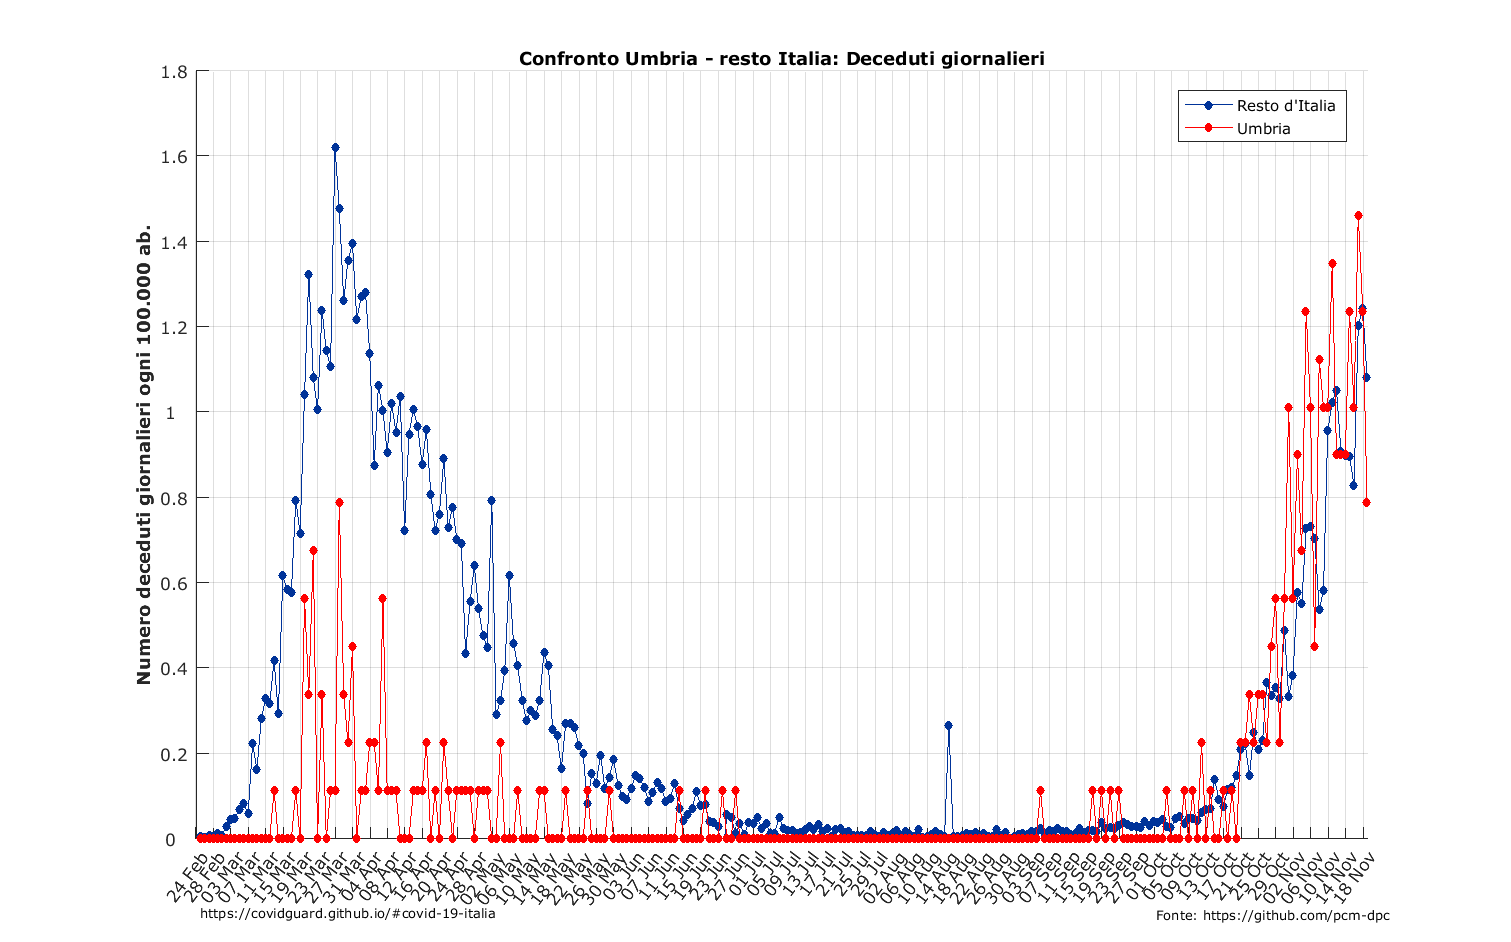 Confronto Umbria - resto Italia: Deceduti giornalieri
Resto d'Italia
Umbria
Numero deceduti giornalieri ogni 100.000 ab.
1.8
1.6
1.4
1.2
1
0.8
0.6
0.4
0.2
0
24 Feb
28 Feb
03 Mar
07 Mar
11 Mar
15 Mar
19 Mar
23 Mar
27 Mar
31 Mar
04 Apr
08 Apr
12 Apr
16 Apr
20 Apr
24 Apr
28 Apr
02 May
06 May
10 May
14 May
18 May
22 May
26 May
30 May
03 Jun
07 Jun
11 Jun
15 Jun
19 Jun
23 Jun
27 Jun
01 Jul
05 Jul
09 Jul
13 Jul
17 Jul
21 Jul
25 Jul
29 Jul
02 Aug
06 Aug
10 Aug
14 Aug
18 Aug
22 Aug
26 Aug
30 Aug
03 Sep
07 Sep
11 Sep
15 Sep
19 Sep
23 Sep
27 Sep
01 Oct
05 Oct
09 Oct
13 Oct
17 Oct
21 Oct
25 Oct
29 Oct
02 Nov
06 Nov
10 Nov
14 Nov
18 Nov
https://covidguard.github.io/#covid-19-italia
Fonte: https://github.com/pcm-dpc